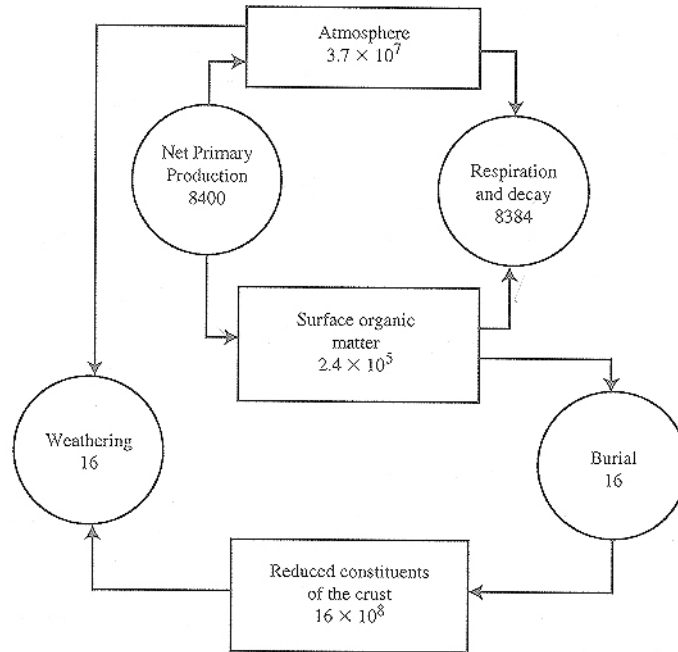 Atmosphere
3.7 × 10⁷
Net Primary
Production
8400
Respiration
and decay
8384
Surface organic
matter
2.4 × 10⁵
Weathering
16
Burial
16
Reduced constituents
of the crust
16 × 10⁸